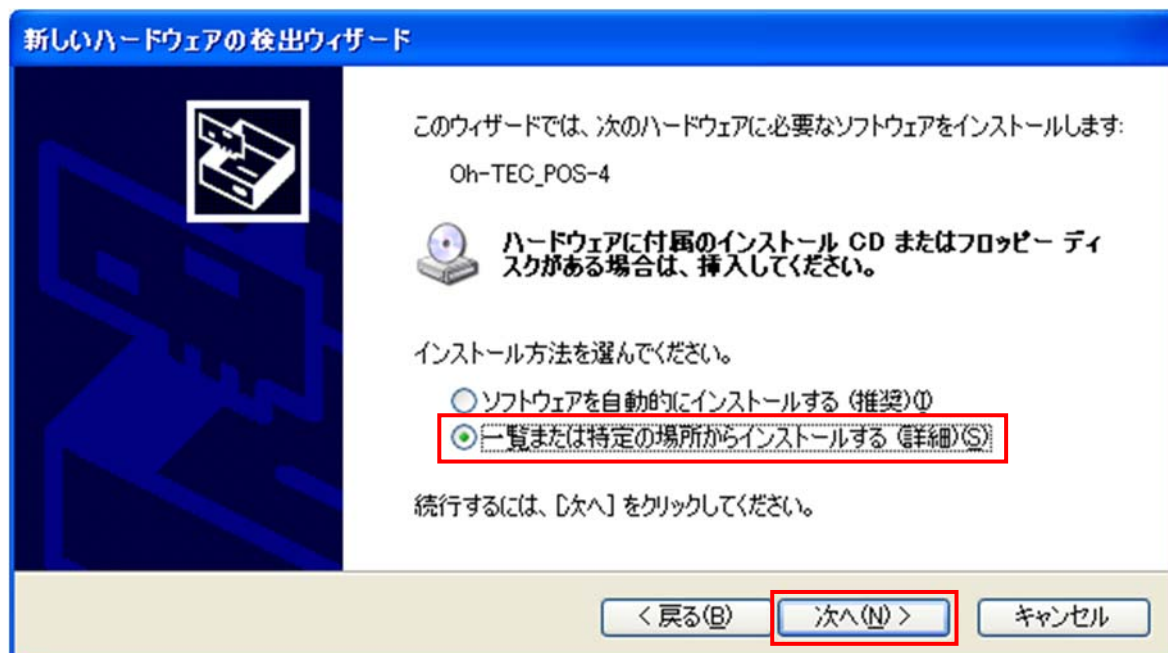 新しいハードウェアの検出ウィザード
このウィザードでは、次のハードウェアに必要なソフトウェアをインストールします:
Oh-TEC_POS-4
ハードウェアに付属のインストール CD またはフロッピー ディ
スクがある場合は、挿入してください。
インストール方法を選んでください。
ソフトウェアを自動的にインストールする (推奨)(I)
一覧または特定の場所からインストールする (詳細)(S)
続行するには、[次へ] をクリックしてください。
< 戻る(B)
次へ(N) >
キャンセル